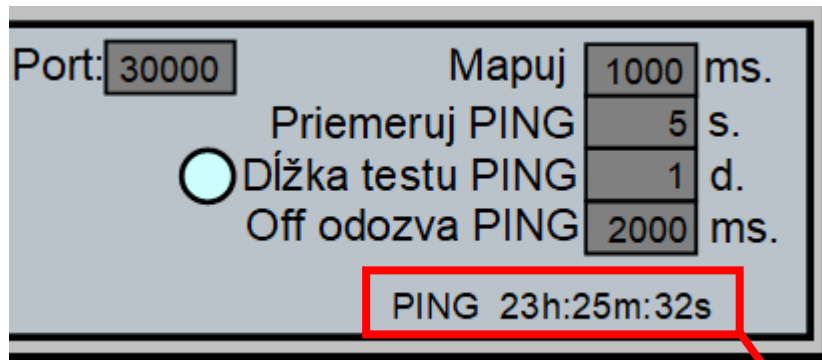 Port: 30000 Mapuj 1000 ms.
Priemeruj PING 5 s.
Dĺžka testu PING 1 d.
Off odozva PING 2000 ms.
PING 23h:25m:32s